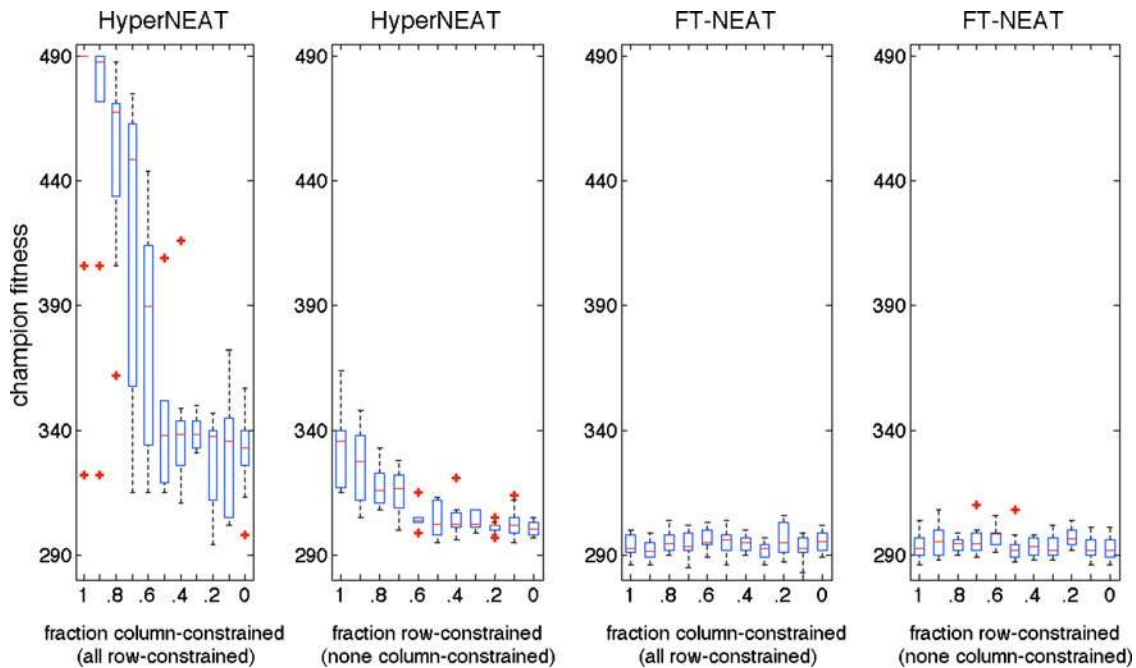 HyperNEAT
HyperNEAT
FT-NEAT
FT-NEAT
champion fitness
490
440
390
340
290
1 .8 .6 .4 .2 0
fraction column-constrained
(all row-constrained)
490
440
390
340
290
1 .8 .6 .4 .2 0
fraction row-constrained
(none column-constrained)
490
440
390
340
290
1 .8 .6 .4 .2 0
fraction column-constrained
(all row-constrained)
490
440
390
340
290
1 .8 .6 .4 .2 0
fraction row-constrained
(none column-constrained)